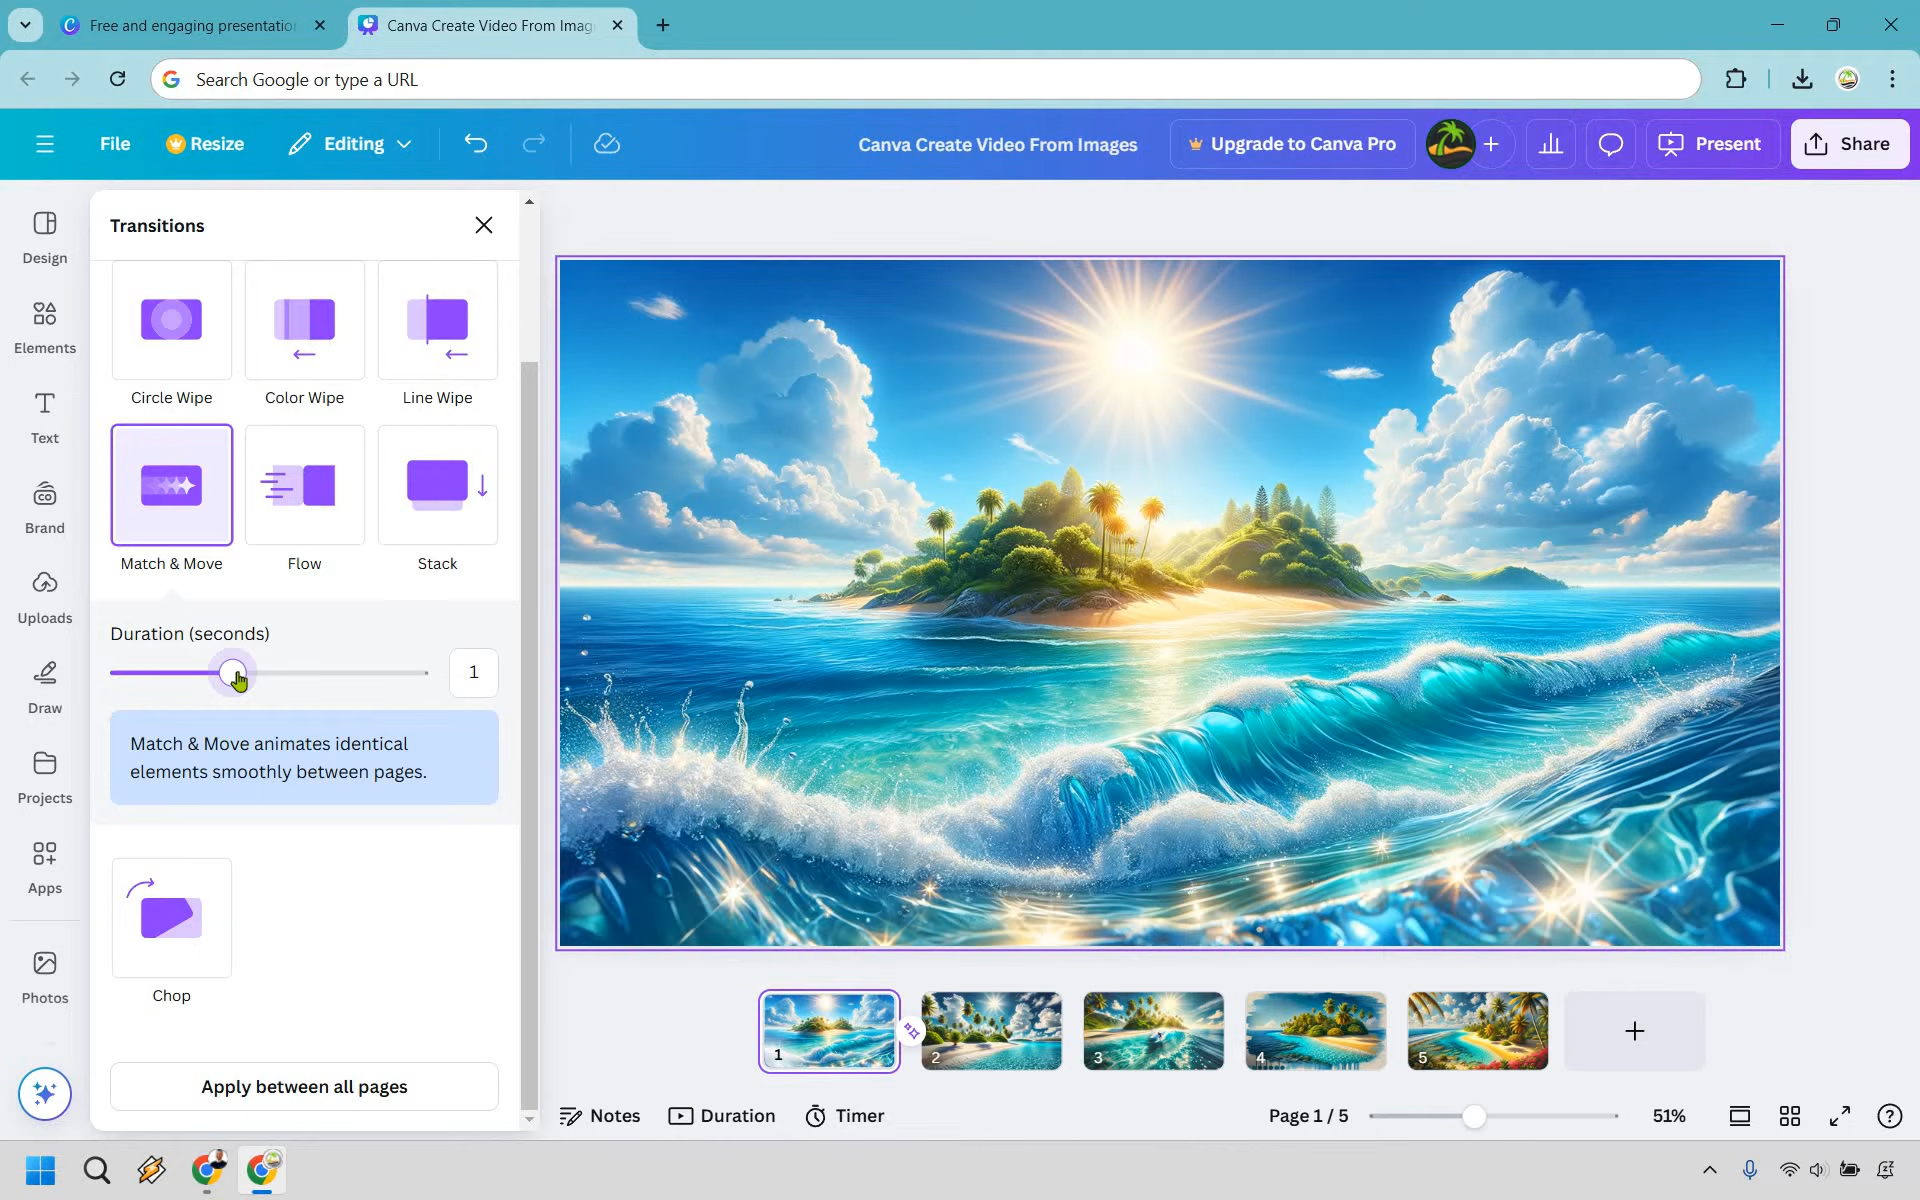 Free and engaging presentatio
Canva Create Video From Imag
Search Google or type a URL
File
Resize
Editing
Canva Create Video From Images
Upgrade to Canva Pro
Present
Share
Design
Elements
Text
Brand
Uploads
Draw
Projects
Apps
Photos
Transitions
Circle Wipe
Color Wipe
Line Wipe
Match & Move
Flow
Stack
Duration (seconds)
1
Match & Move animates identical
elements smoothly between pages.
Chop
Apply between all pages
1
2
3
4
5
Notes
Duration
Timer
Page 1 / 5
51%